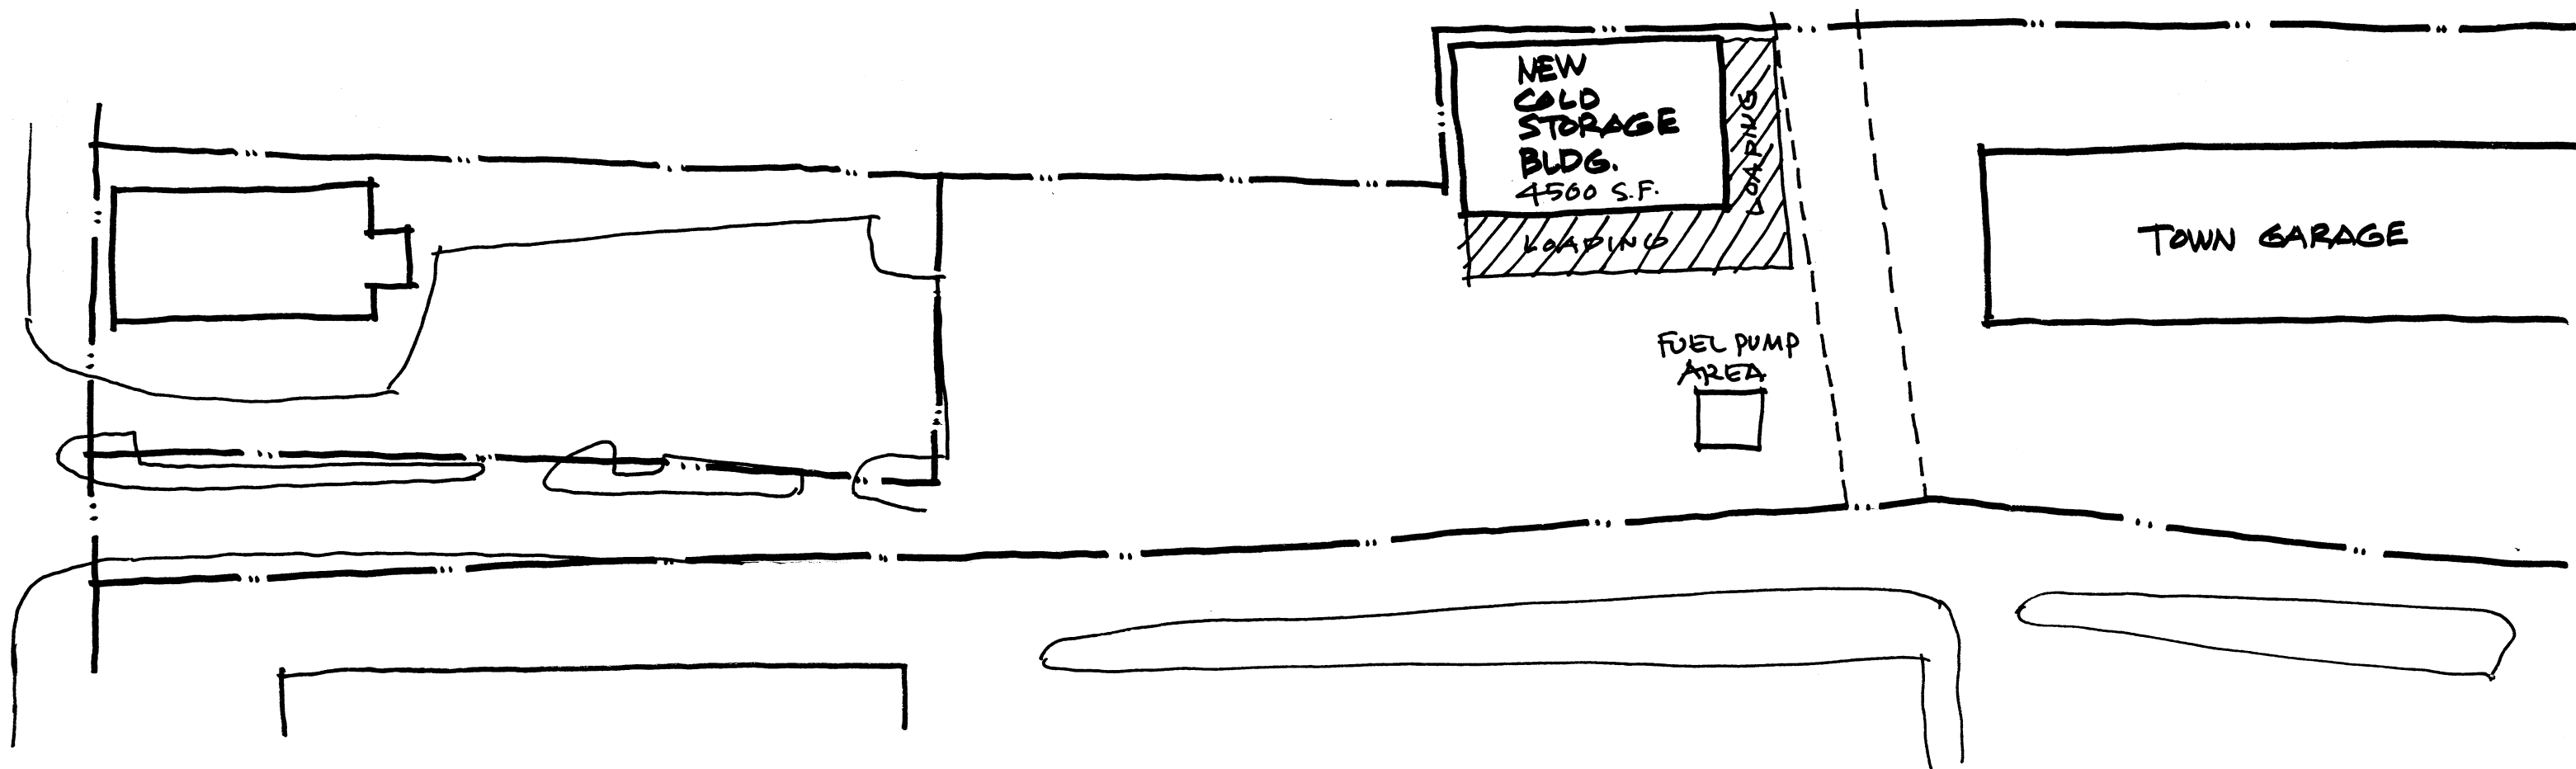 NEW
COLD
STORAGE
BLDG.
4500 S.F.
LOADING
LOADING
TOWN GARAGE
FUEL PUMP
AREA